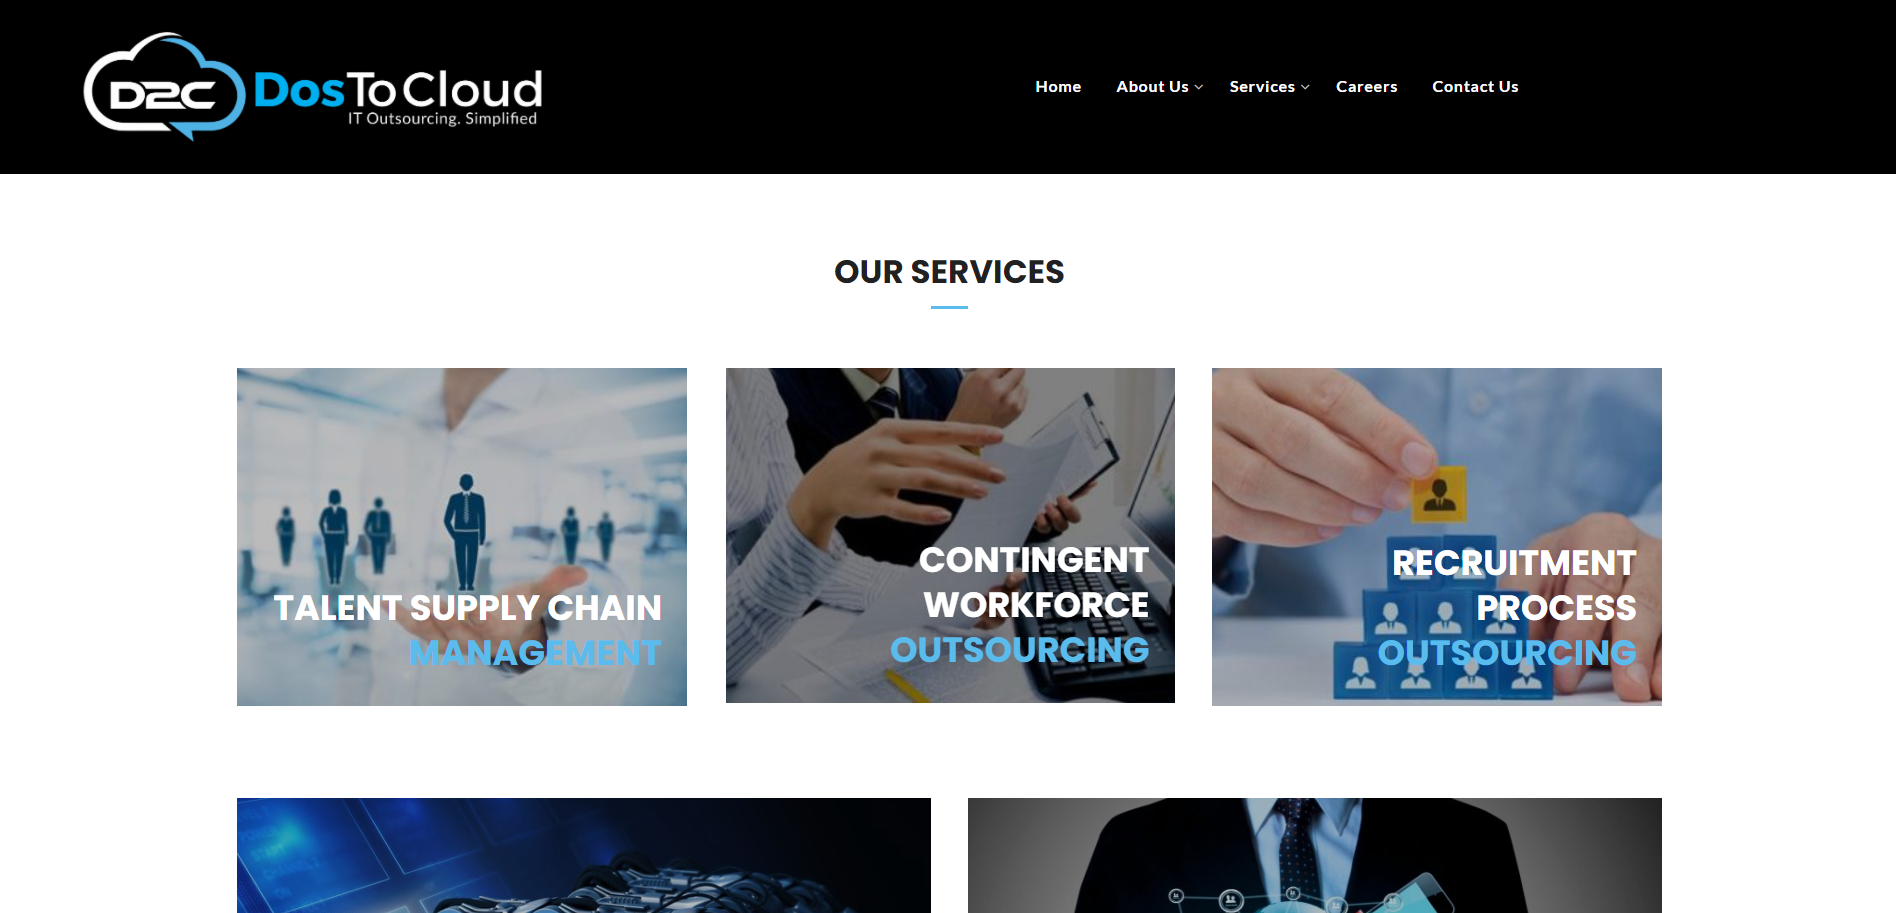 D2C
DosToCloud
IT Outsourcing. Simplified
Home About Us Services Careers Contact Us
OUR SERVICES
TALENT SUPPLY CHAIN
MANAGEMENT
CONTINGENT
WORKFORCE
OUTSOURCING
RECRUITMENT
PROCESS
OUTSOURCING